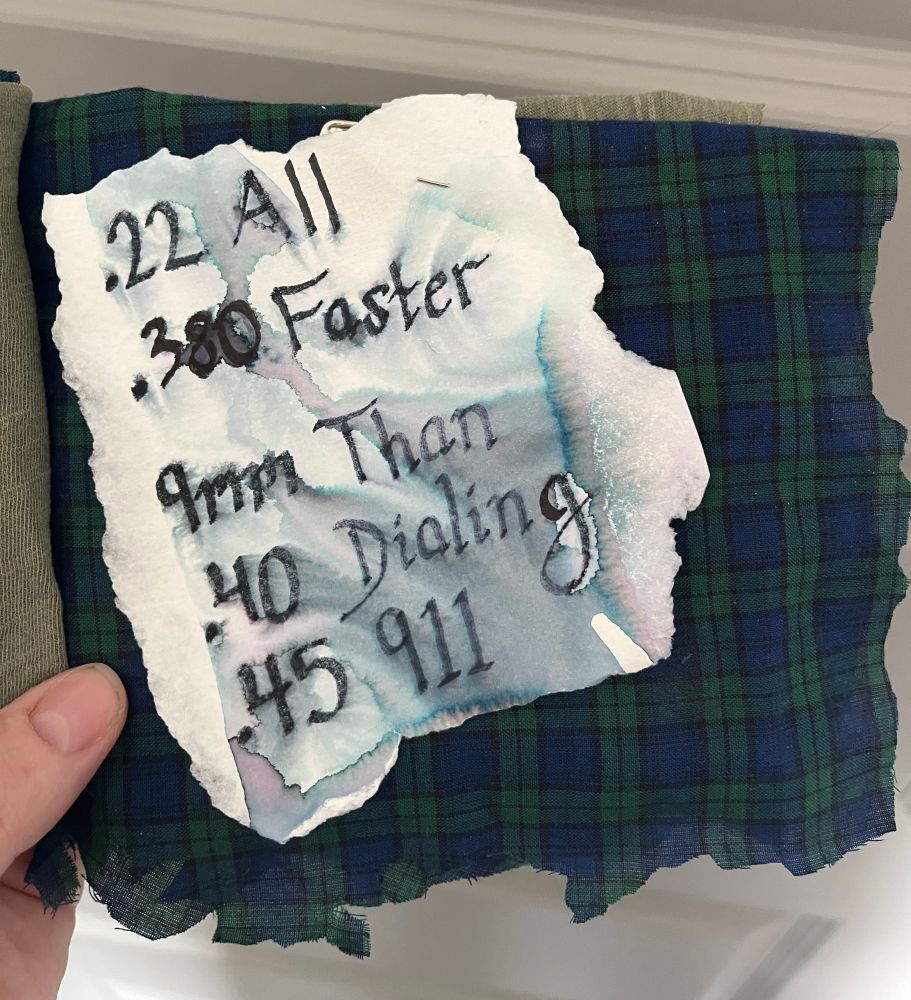 .22 All
.380 Faster
9mm Than
.40 Dialing
.45 911